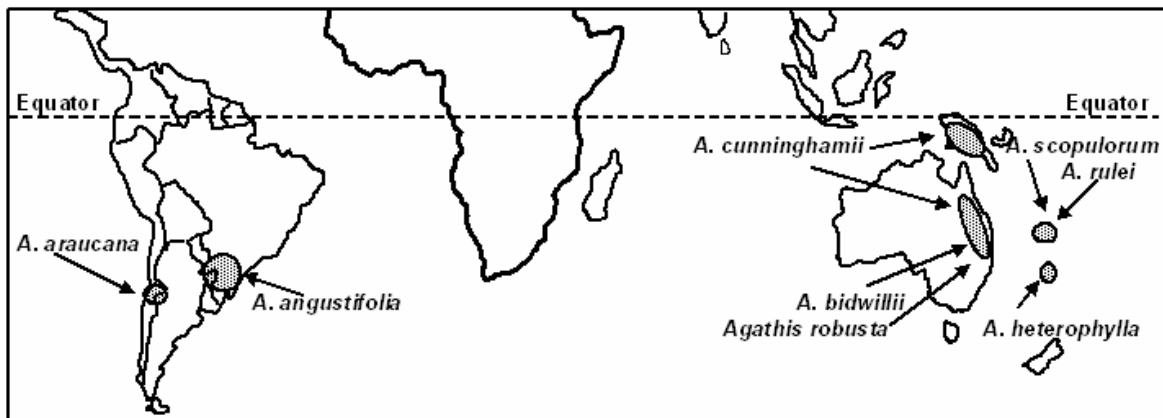 Equator
Equator
A. cunninghamii
A. scopulorum
A. rulei
A. araucana
A. angustifolia
A. bidwillii
Agathis robusta
A. heterophylla